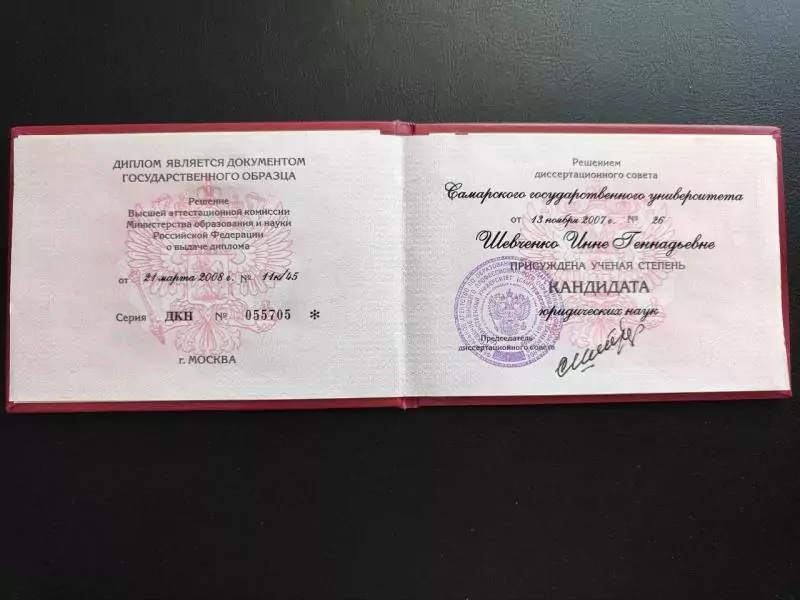 ДИПЛОМ ЯВЛЯЕТСЯ ДОКУМЕНТОМ
ГОСУДАРСТВЕННОГО ОБРАЗЦА
Решение
Высшей аттестационной комиссии
Министерства образования и науки
Российской Федерации
о выдаче диплома
от 21 марта 2008 г. № 11к/45
Серия ДКН № 055705 *
г. МОСКВА
Решением
диссертационного совета
Самарского государственного университета
от 13 ноября 2007 г. № 26
Шевченко Инне Геннадьевне
ПРИСУЖДЕНА УЧЕНАЯ СТЕПЕНЬ
КАНДИДАТА
юридических наук
Председатель
диссертационного совета